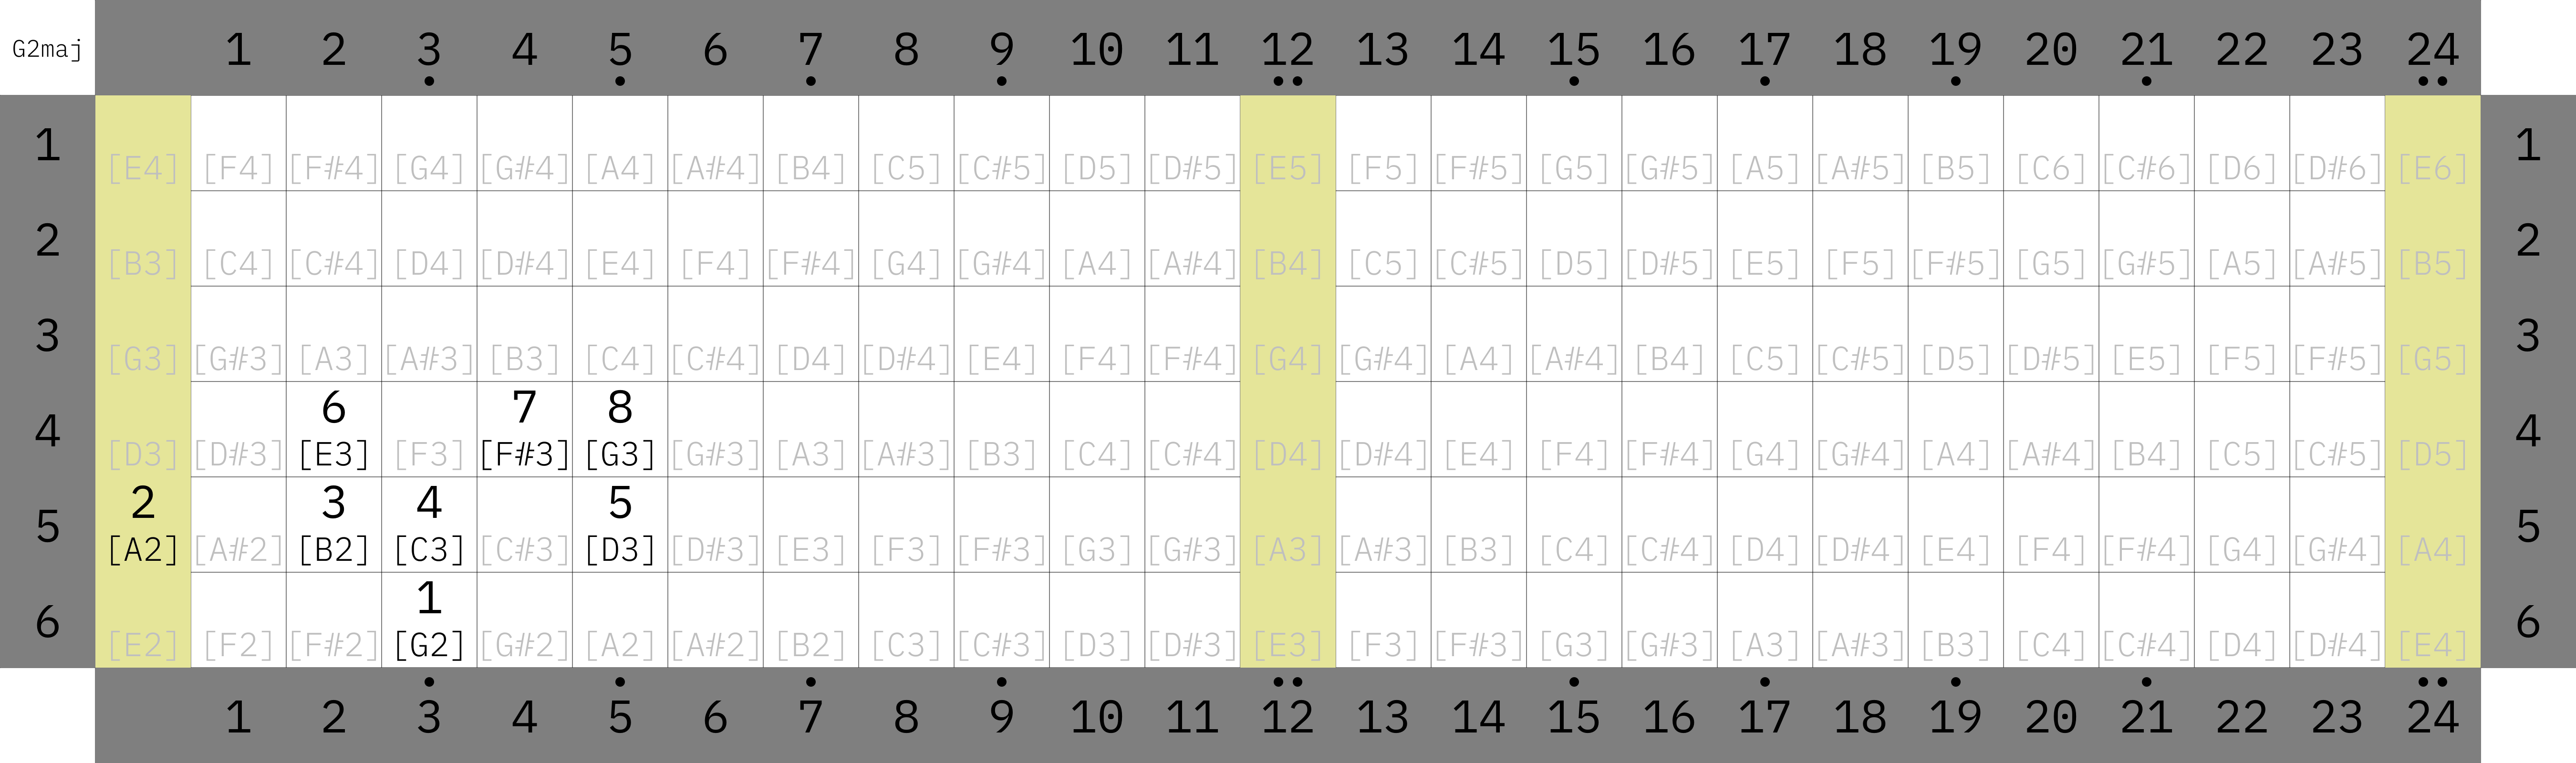 G2maj 1 2 3 4 5 6 7 8 9 10 11 12 13 14 15 16 17 18 19 20 21 22 23 24
1 [E4] [F4] [F#4] [G4] [G#4] [A4] [A#4] [B4] [C5] [C#5] [D5] [D#5] [E5] [F5] [F#5] [G5] [G#5] [A5] [A#5] [B5] [C6] [C#6] [D6] [D#6] [E6] 1
2 [B3] [C4] [C#4] [D4] [D#4] [E4] [F4] [F#4] [G4] [G#4] [A4] [A#4] [B4] [C5] [C#5] [D5] [D#5] [E5] [F5] [F#5] [G5] [G#5] [A5] [A#5] [B5] 2
3 [G3] [G#3] [A3] [A#3] [B3] [C4] [C#4] [D4] [D#4] [E4] [F4] [F#4] [G4] [G#4] [A4] [A#4] [B4] [C5] [C#5] [D5] [D#5] [E5] [F5] [F#5] [G5] 3
6 7 8
4 [D3] [D#3] [E3] [F3] [F#3] [G3] [G#3] [A3] [A#3] [B3] [C4] [C#4] [D4] [D#4] [E4] [F4] [F#4] [G4] [G#4] [A4] [A#4] [B4] [C5] [C#5] [D5] 4
2 3 4 5
5 [A2] [A#2] [B2] [C3] [C#3] [D3] [D#3] [E3] [F3] [F#3] [G3] [G#3] [A3] [A#3] [B3] [C4] [C#4] [D4] [D#4] [E4] [F4] [F#4] [G4] [G#4] [A4] 5
1
6 [E2] [F2] [F#2] [G2] [G#2] [A2] [A#2] [B2] [C3] [C#3] [D3] [D#3] [E3] [F3] [F#3] [G3] [G#3] [A3] [A#3] [B3] [C4] [C#4] [D4] [D#4] [E4] 6
1 2 3 4 5 6 7 8 9 10 11 12 13 14 15 16 17 18 19 20 21 22 23 24